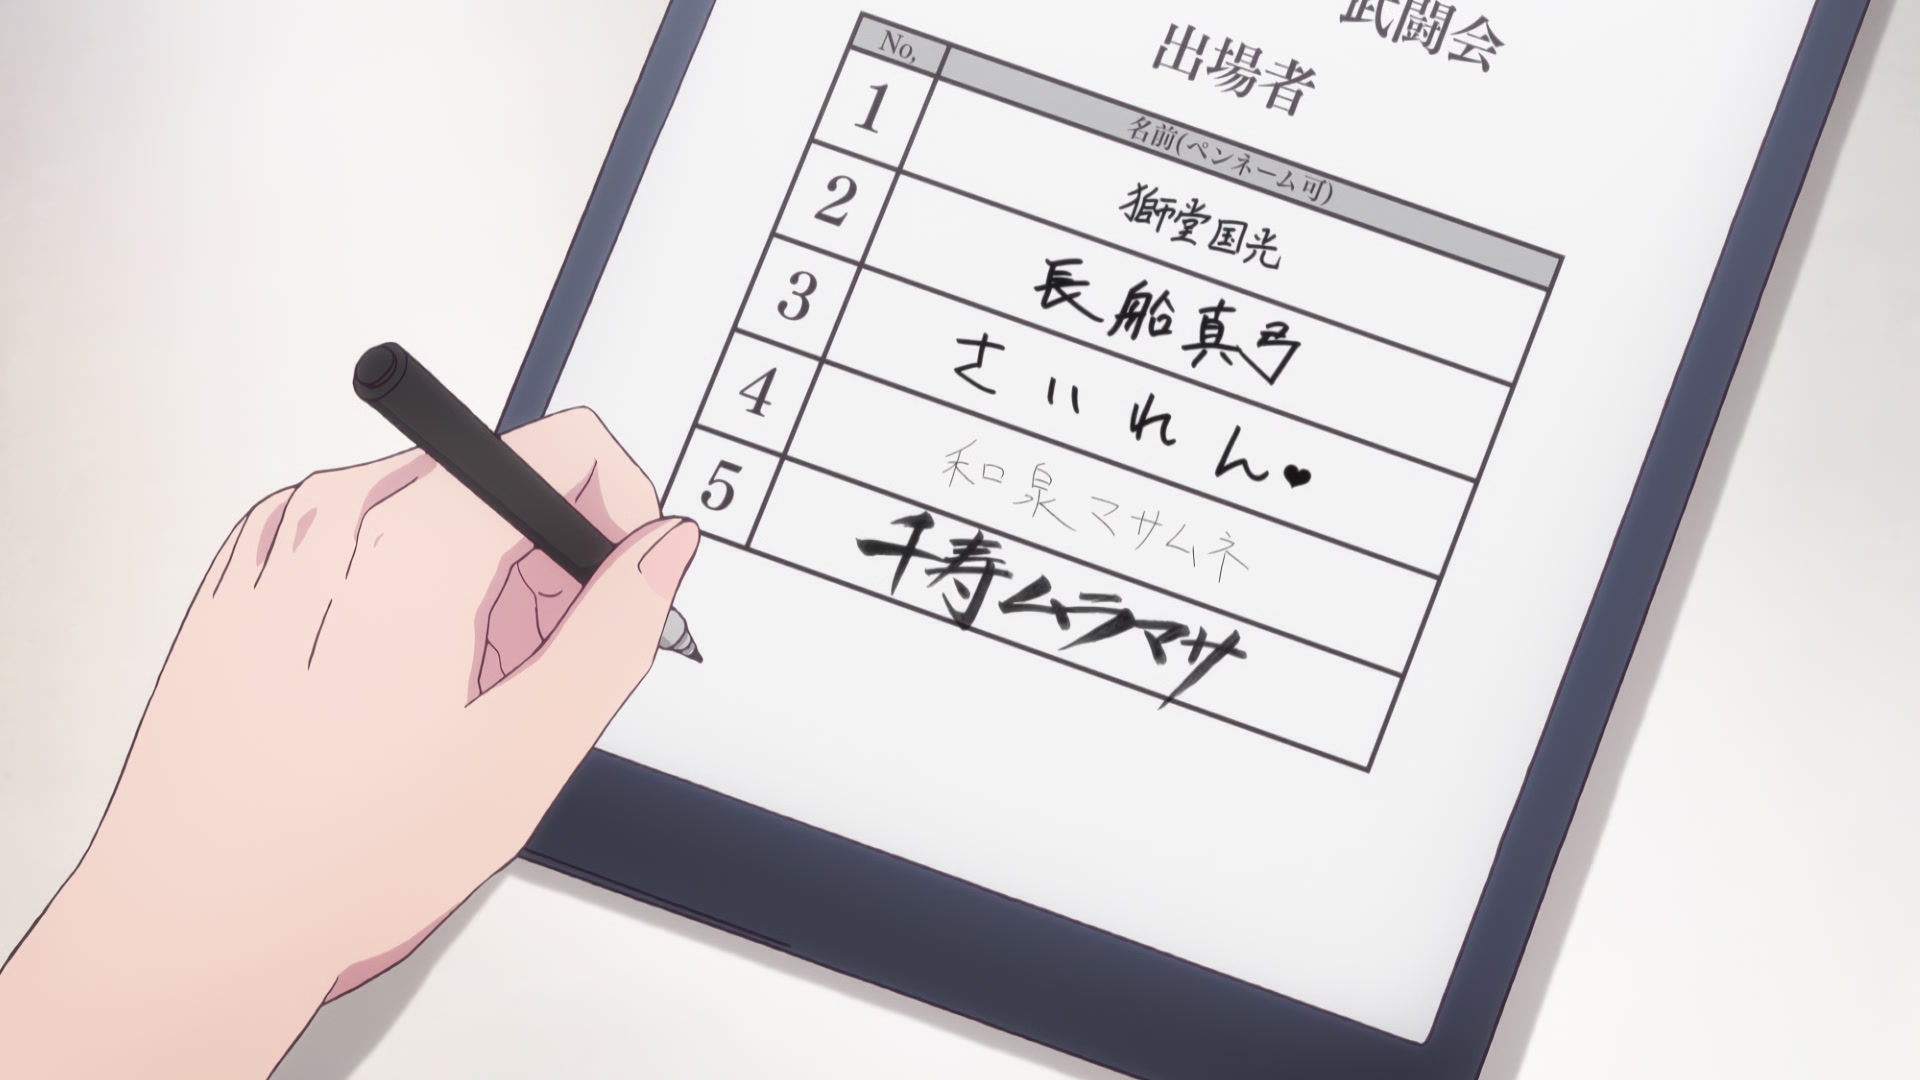 武闘会
出場者
No, 名前(ペンネーム可)
1 獅堂国光
2 長船真弓
3 さいれん♥
4 和泉マサムネ
5 千寿ムラマサ